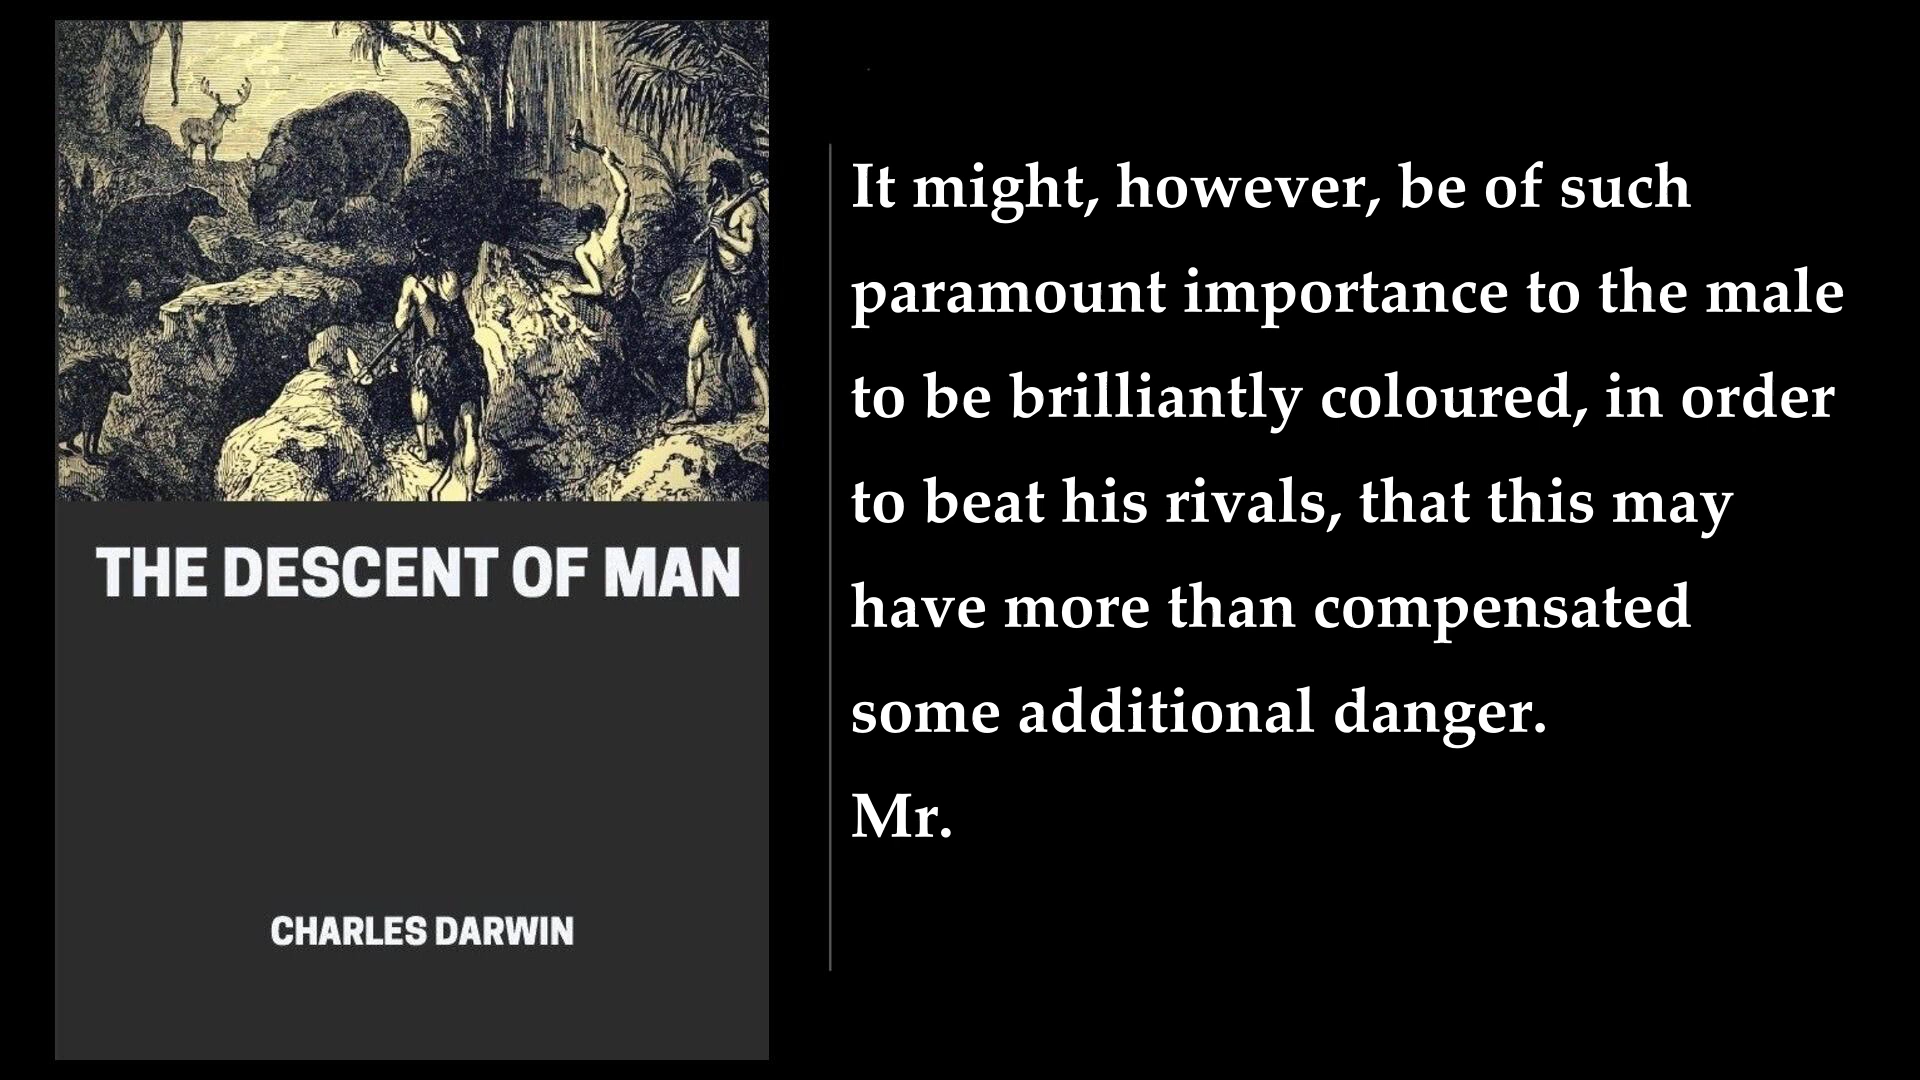 THE DESCENT OF MAN
CHARLES DARWIN
It might, however, be of such
paramount importance to the male
to be brilliantly coloured, in order
to beat his rivals, that this may
have more than compensated
some additional danger.
Mr.